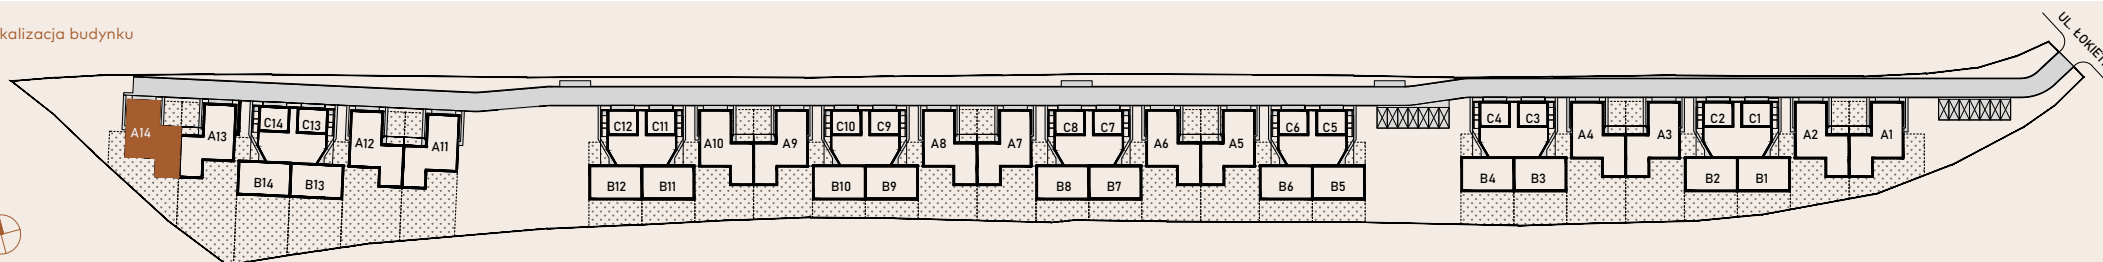 kalizacja budynku
UL. ŁOKIET
A14
A13
C14
C13
A12
A11
B14
B13
C12
C11
A10
A9
C10
C9
A8
A7
C8
C7
A6
A5
C6
C5
B12
B11
B10
B9
B8
B7
B6
B5
C4
C3
A4
A3
C2
C1
A2
A1
B4
B3
B2
B1